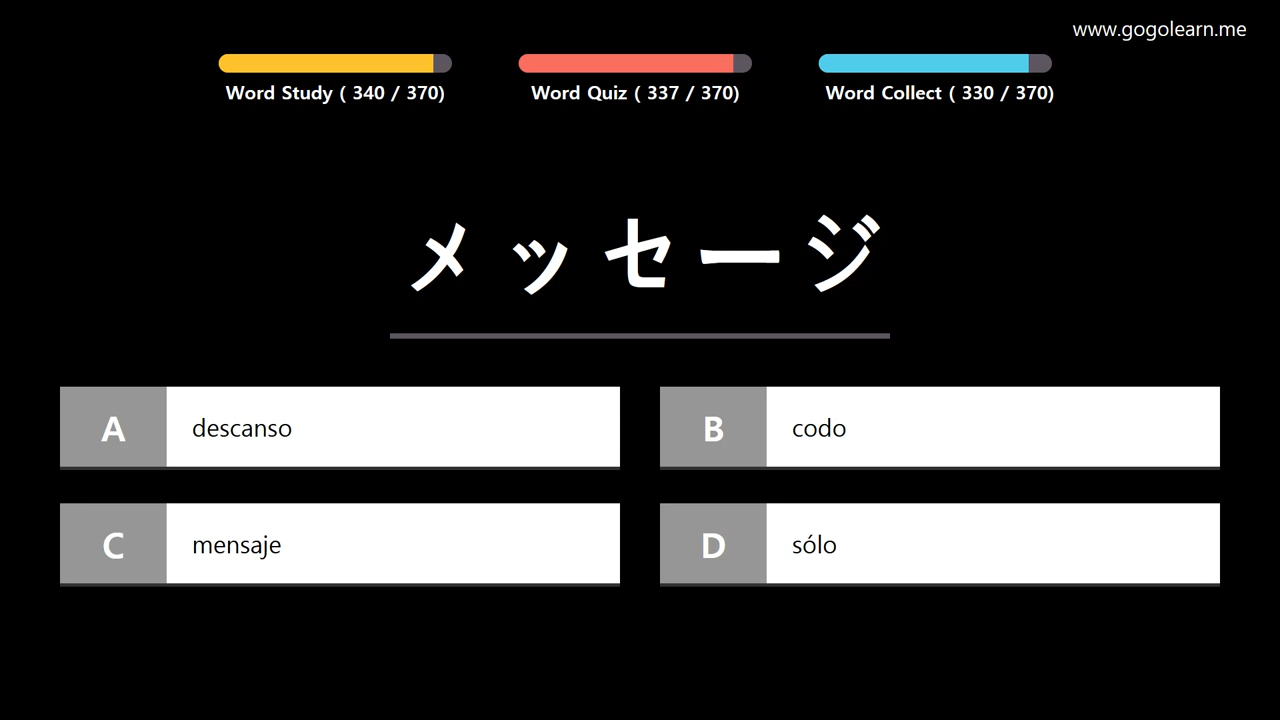 www.gogolearn.me
Word Study ( 340 / 370)
Word Quiz ( 337 / 370)
Word Collect ( 330 / 370)
メッセージ
A descanso
B codo
C mensaje
D sólo